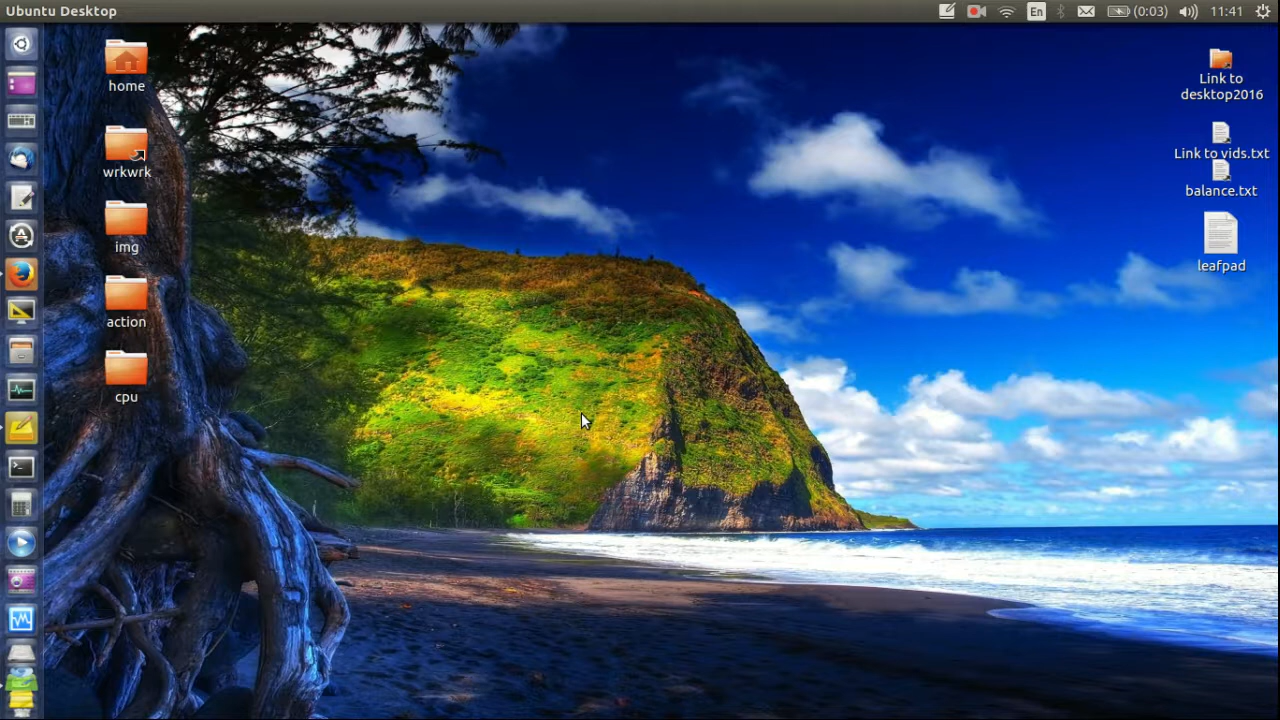 Ubuntu Desktop
En
(0:03)
11:41
home
wrkwrk
img
action
cpu
Link to
desktop2016
Link to vids.txt
balance.txt
leafpad